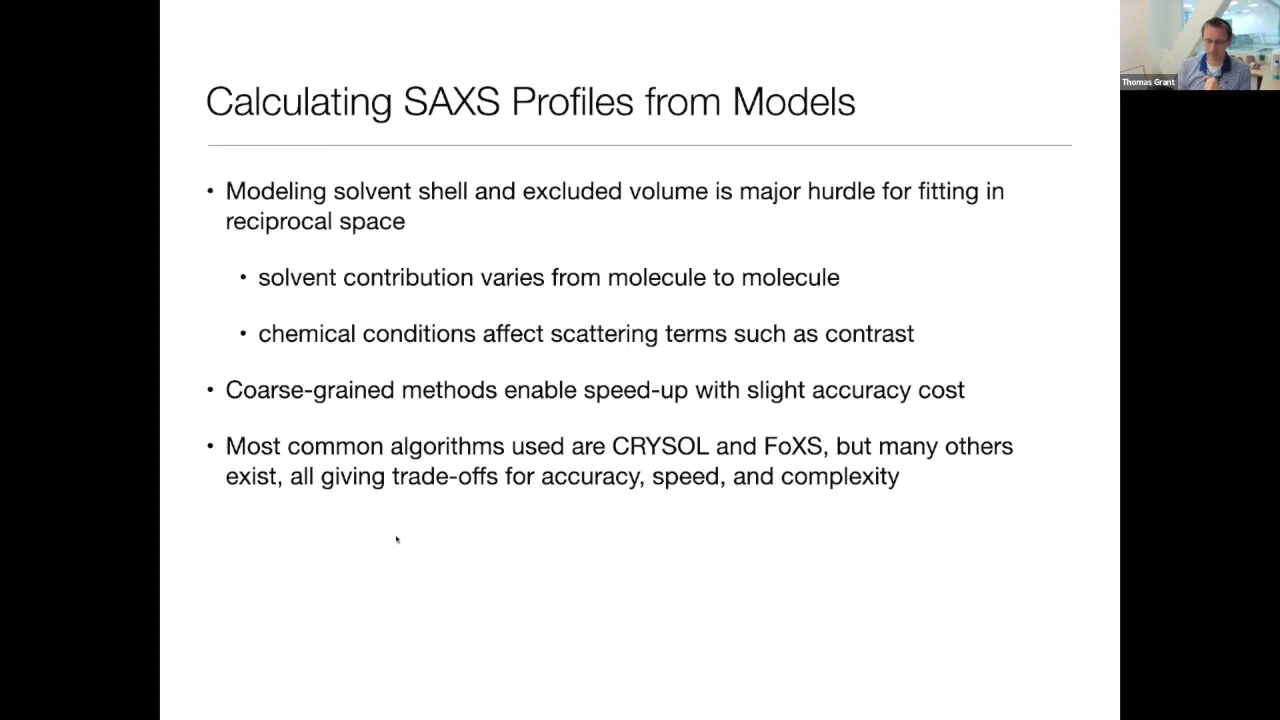 Calculating SAXS Profiles from Models
• Modeling solvent shell and excluded volume is major hurdle for fitting in
reciprocal space
• solvent contribution varies from molecule to molecule
• chemical conditions affect scattering terms such as contrast
• Coarse-grained methods enable speed-up with slight accuracy cost
• Most common algorithms used are CRYSOL and FoXS, but many others
exist, all giving trade-offs for accuracy, speed, and complexity
Thomas Grant